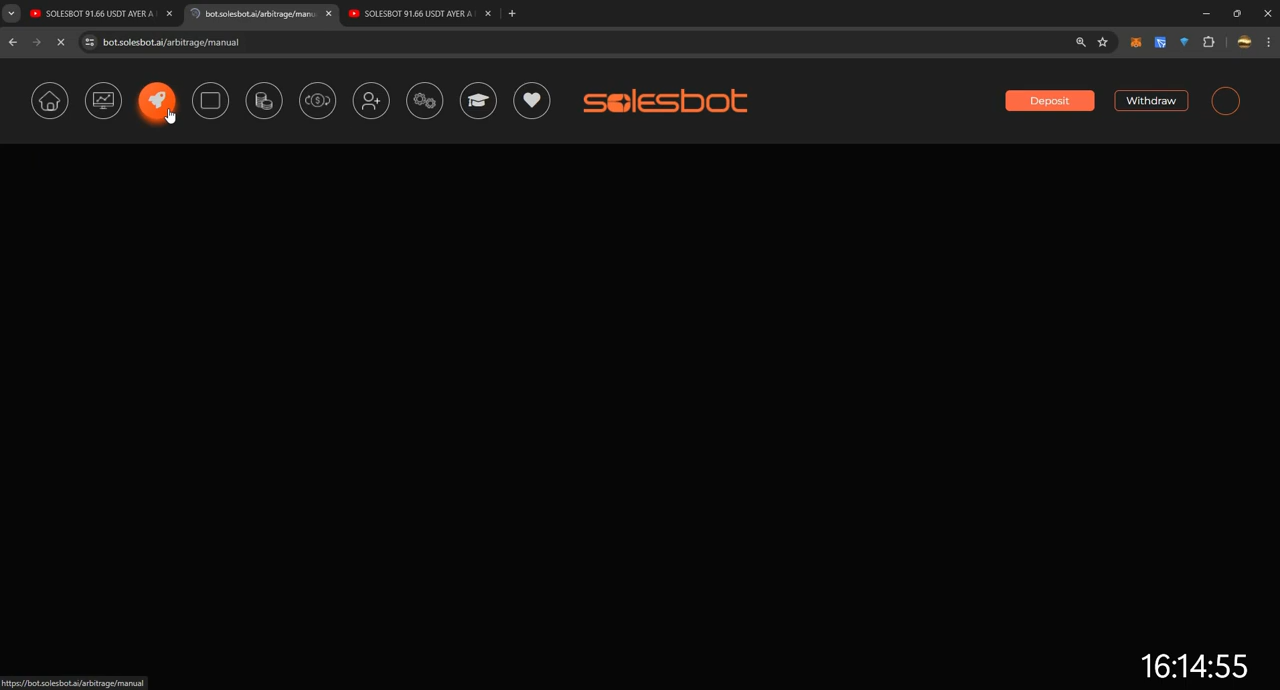 SOLESBOT 91.66 USDT AYER A
bot.solesbot.ai/arbitrage/manu
SOLESBOT 91.66 USDT AYER A
bot.solesbot.ai/arbitrage/manual
solesbot
Deposit
Withdraw
16:14:55
https://bot.solesbot.ai/arbitrage/manual